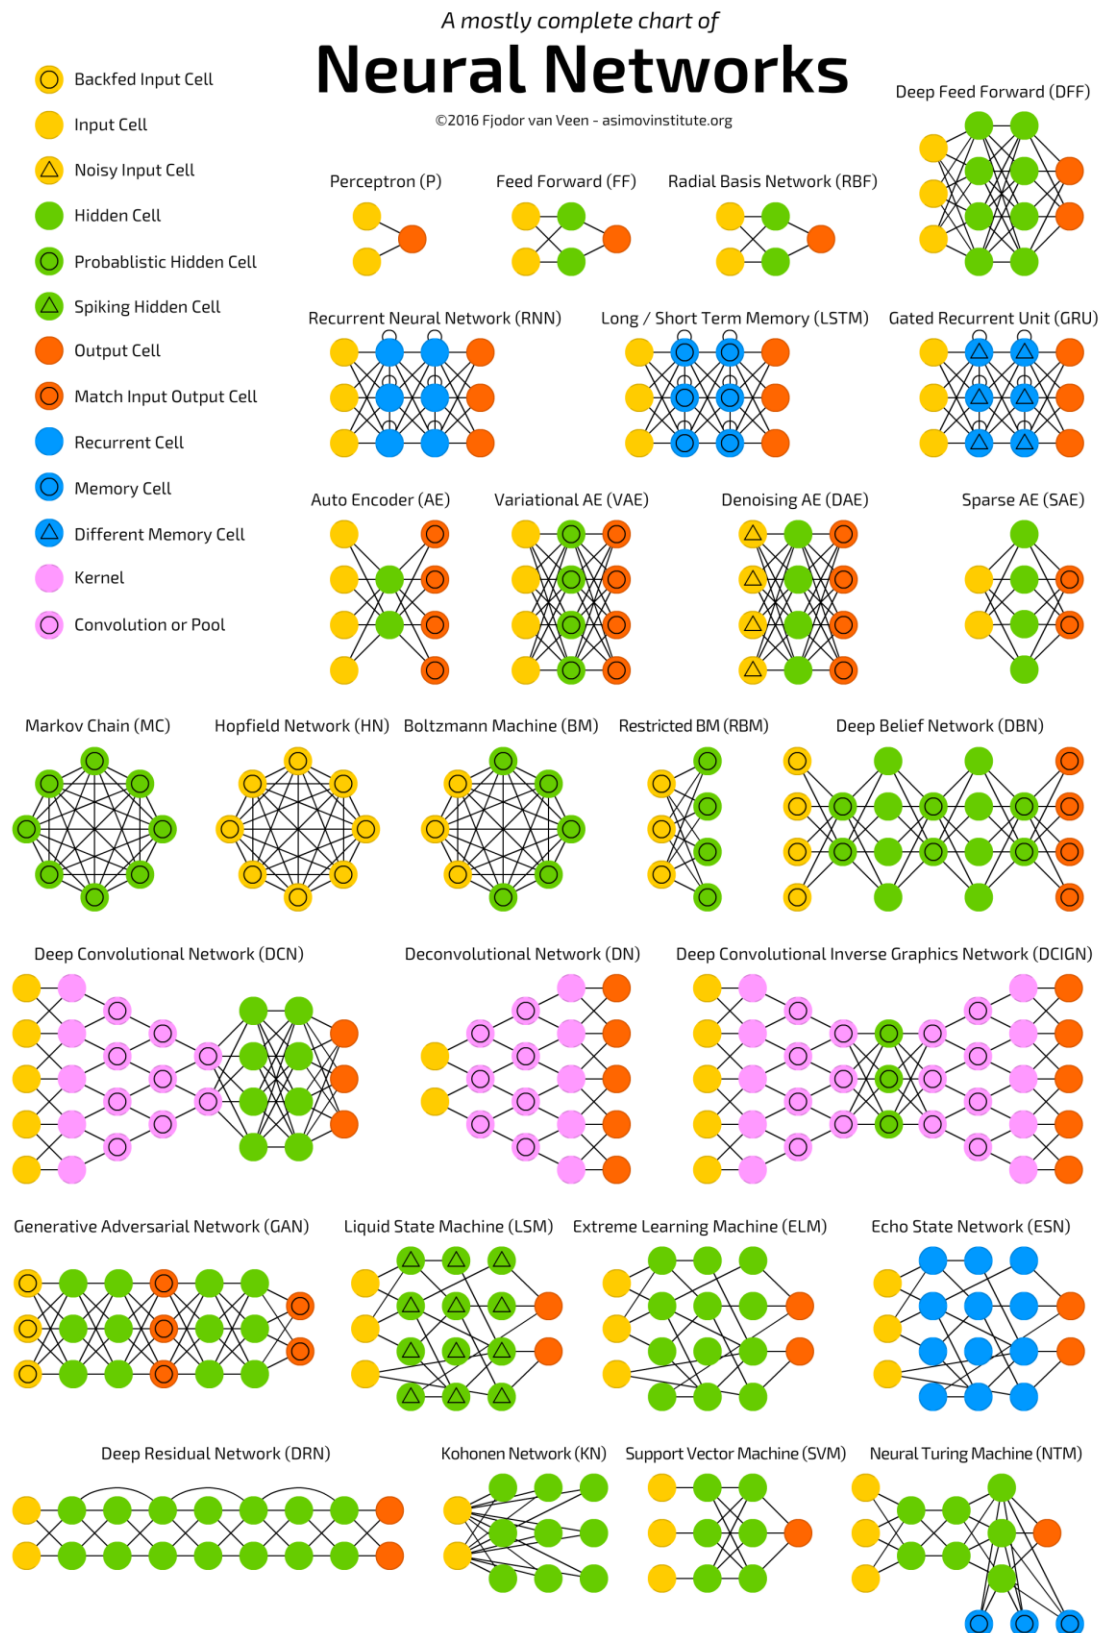 A mostly complete chart of
Neural Networks
©2016 Fjodor van Veen - asimovinstitute.org
Backfed Input Cell
Input Cell
Noisy Input Cell
Hidden Cell
Probablistic Hidden Cell
Spiking Hidden Cell
Output Cell
Match Input Output Cell
Recurrent Cell
Memory Cell
Different Memory Cell
Kernel
Convolution or Pool
Deep Feed Forward (DFF)
Perceptron (P)
Feed Forward (FF)
Radial Basis Network (RBF)
Recurrent Neural Network (RNN)
Long / Short Term Memory (LSTM)
Gated Recurrent Unit (GRU)
Auto Encoder (AE)
Variational AE (VAE)
Denoising AE (DAE)
Sparse AE (SAE)
Markov Chain (MC)
Hopfield Network (HN)
Boltzmann Machine (BM)
Restricted BM (RBM)
Deep Belief Network (DBN)
Deep Convolutional Network (DCN)
Deconvolutional Network (DN)
Deep Convolutional Inverse Graphics Network (DCIGN)
Generative Adversarial Network (GAN)
Liquid State Machine (LSM)
Extreme Learning Machine (ELM)
Echo State Network (ESN)
Deep Residual Network (DRN)
Kohonen Network (KN)
Support Vector Machine (SVM)
Neural Turing Machine (NTM)